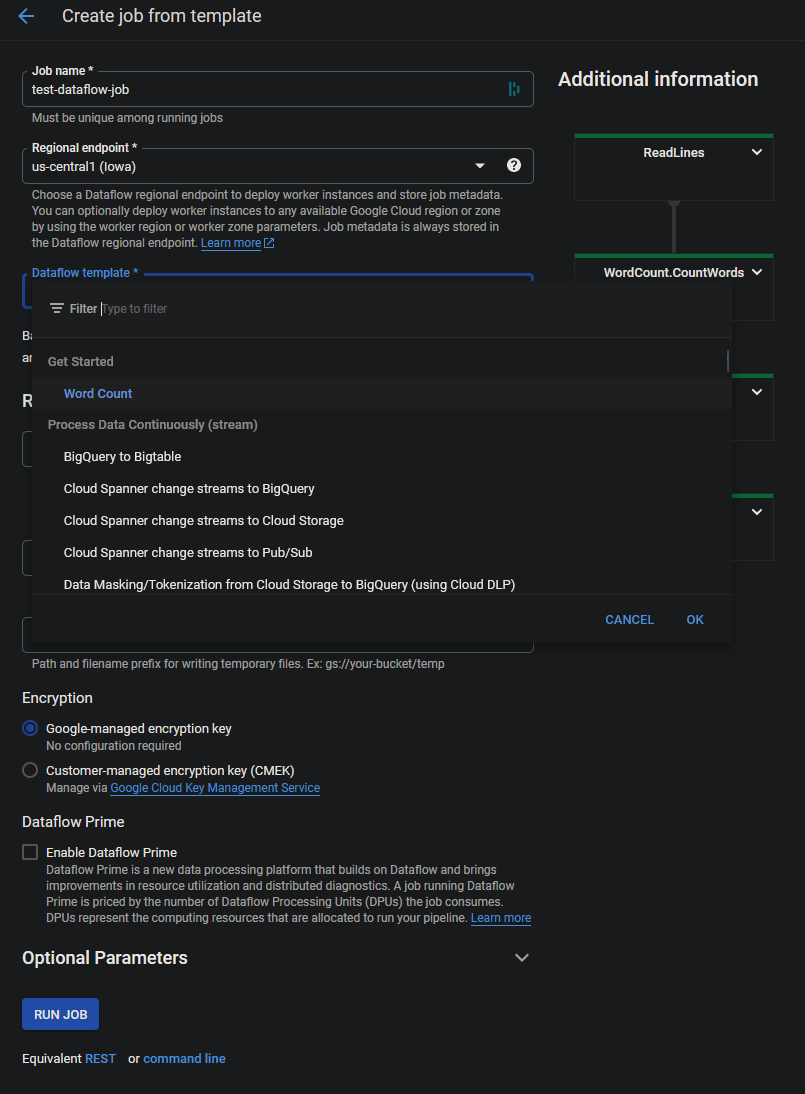 Create job from template
Job name *
test-dataflow-job
Must be unique among running jobs
Regional endpoint *
us-central1 (Iowa)
Choose a Dataflow regional endpoint to deploy worker instances and store job metadata.
You can optionally deploy worker instances to any available Google Cloud region or zone
by using the worker region or worker zone parameters. Job metadata is always stored in
the Dataflow regional endpoint. Learn more
Dataflow template *
Filter Type to filter
Get Started
Word Count
Process Data Continuously (stream)
BigQuery to Bigtable
Cloud Spanner change streams to BigQuery
Cloud Spanner change streams to Cloud Storage
Cloud Spanner change streams to Pub/Sub
Data Masking/Tokenization from Cloud Storage to BigQuery (using Cloud DLP)
CANCEL OK
Path and filename prefix for writing temporary files. Ex: gs://your-bucket/temp
Encryption
Google-managed encryption key
No configuration required
Customer-managed encryption key (CMEK)
Manage via Google Cloud Key Management Service
Dataflow Prime
Enable Dataflow Prime
Dataflow Prime is a new data processing platform that builds on Dataflow and brings
improvements in resource utilization and distributed diagnostics. A job running Dataflow
Prime is priced by the number of Dataflow Processing Units (DPUs) the job consumes.
DPUs represent the computing resources that are allocated to run your pipeline. Learn more
Optional Parameters
RUN JOB
Equivalent REST or command line
Additional information
ReadLines
WordCount.CountWords